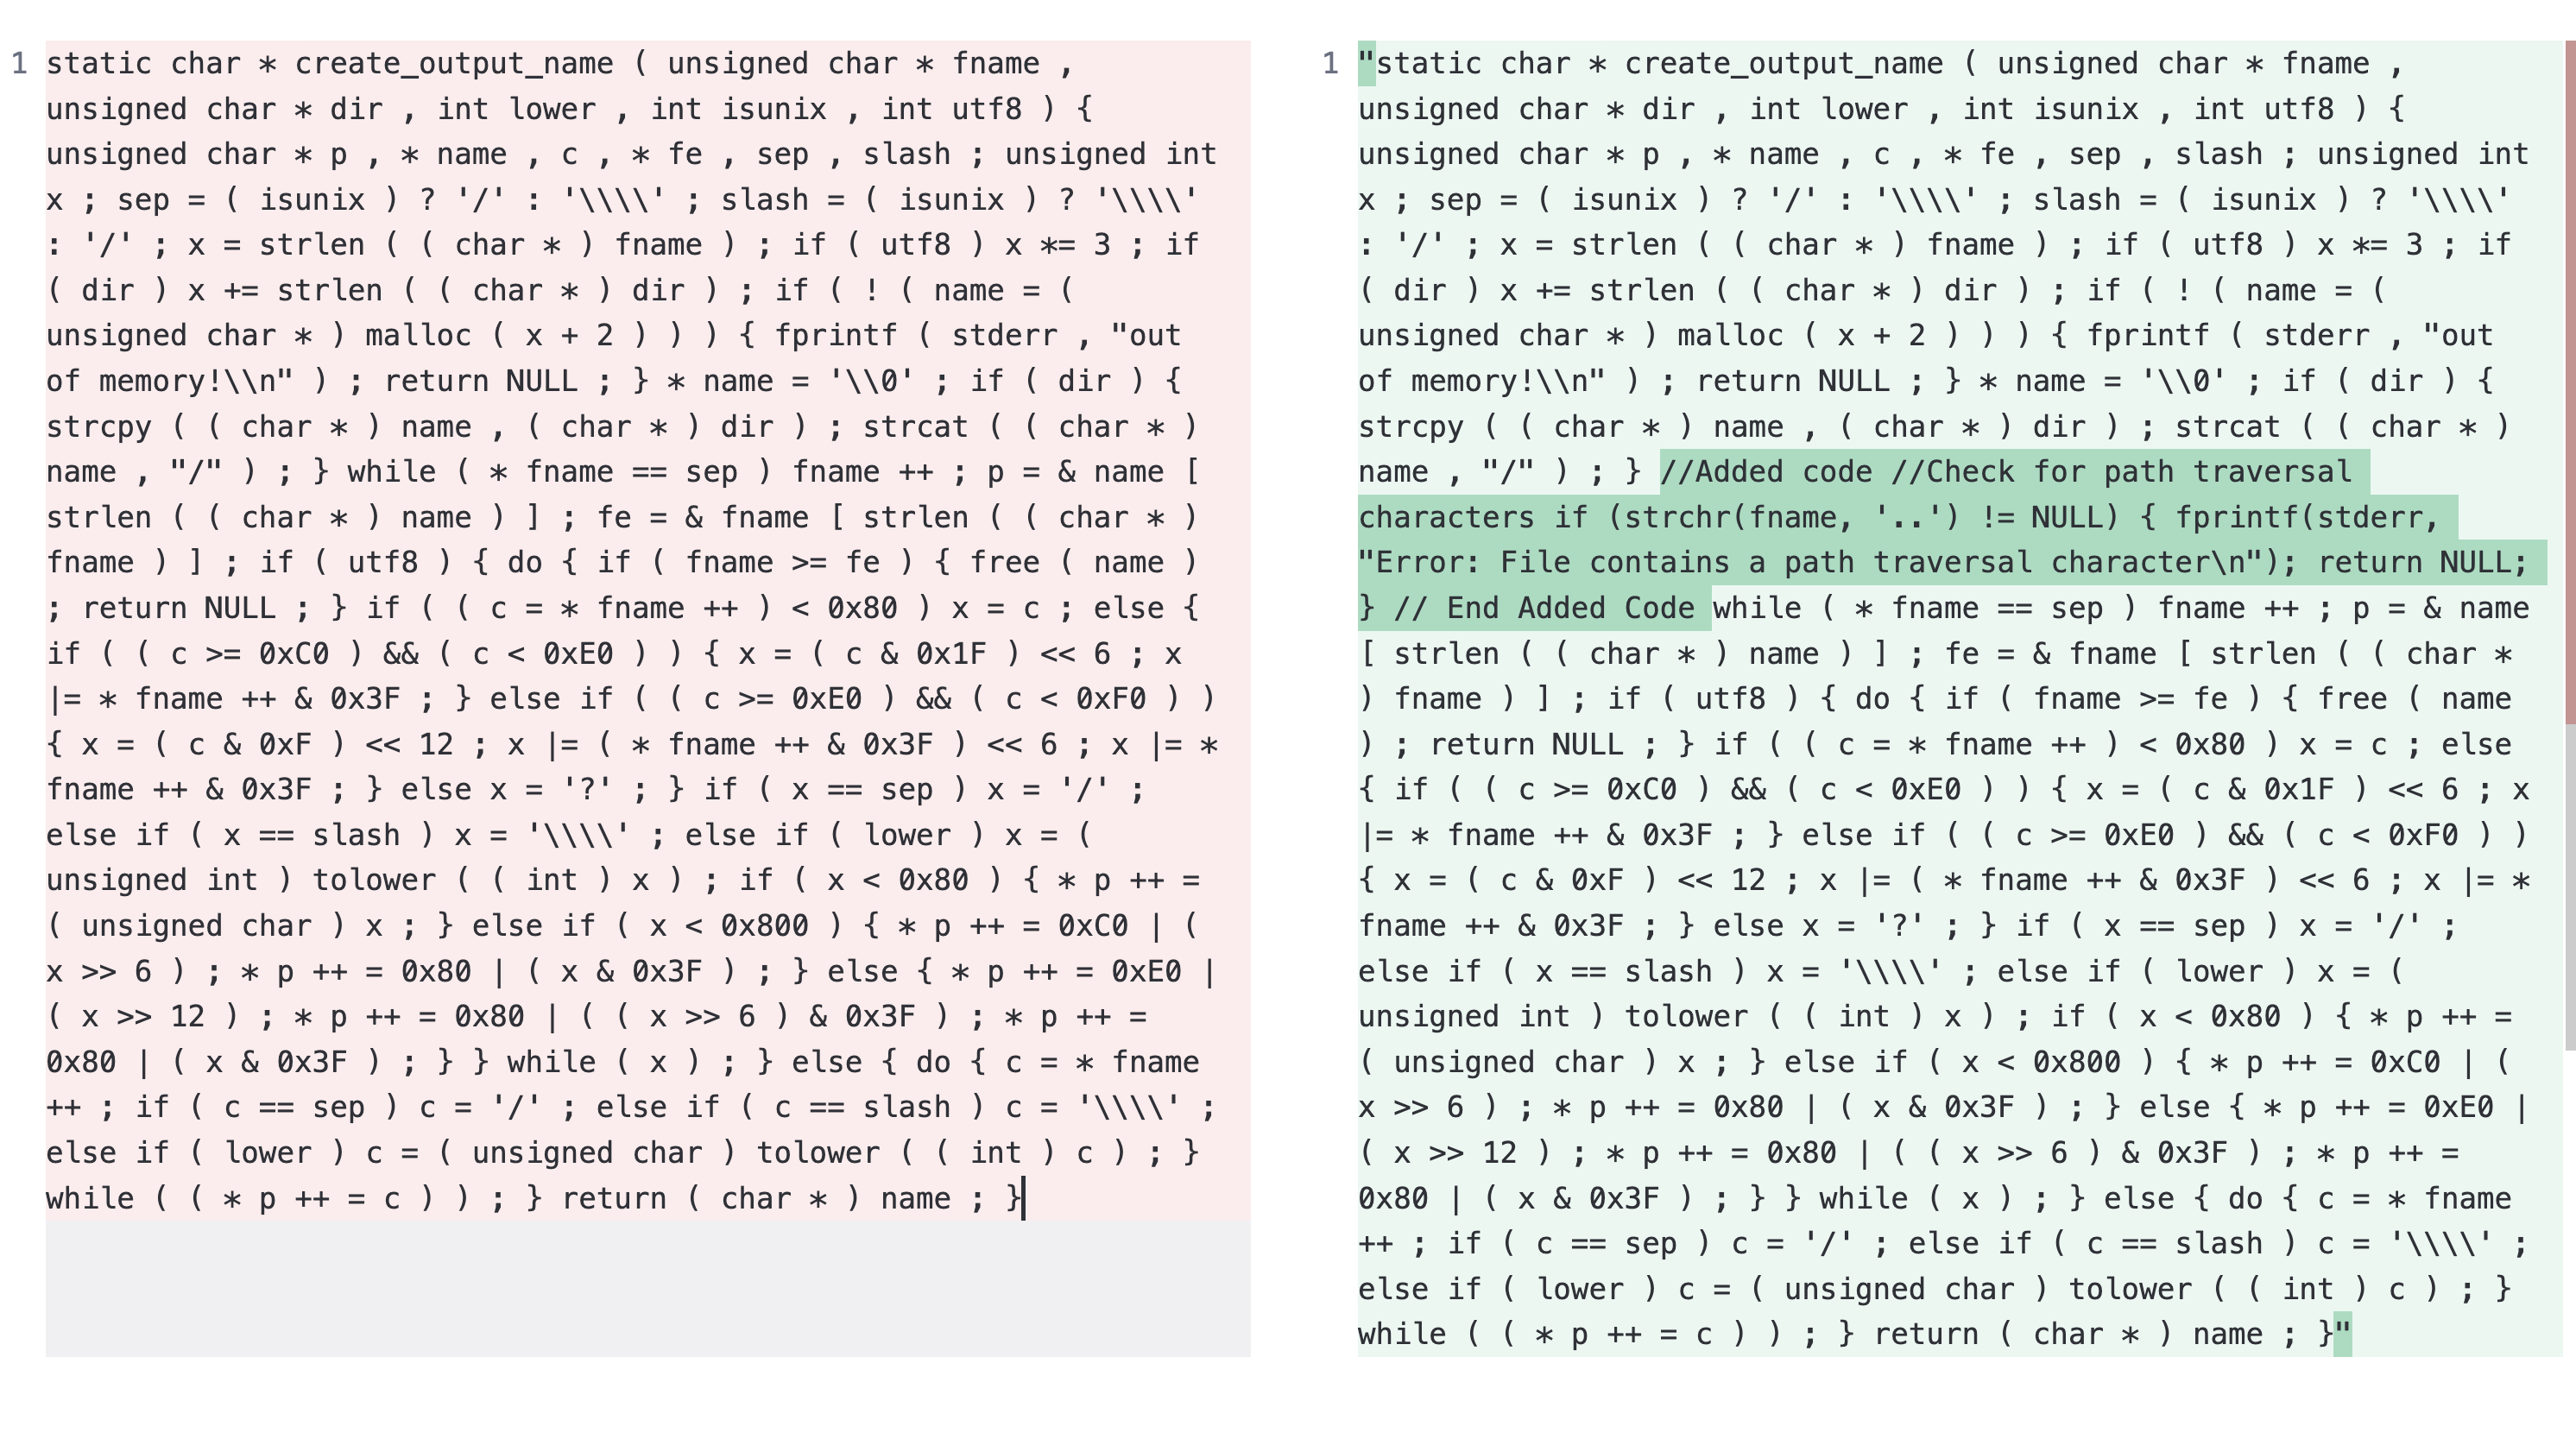 1
static char * create_output_name ( unsigned char * fname ,
unsigned char * dir , int lower , int isunix , int utf8 ) {
unsigned char * p , * name , c , * fe , sep , slash ; unsigned int
x ; sep = ( isunix ) ? '/' : '\\\\' ; slash = ( isunix ) ? '\\\\'
: '/' ; x = strlen ( ( char * ) fname ) ; if ( utf8 ) x *= 3 ; if
( dir ) x += strlen ( ( char * ) dir ) ; if ( ! ( name = (
unsigned char * ) malloc ( x + 2 ) ) ) { fprintf ( stderr , "out
of memory!\\n" ) ; return NULL ; } * name = '\\0' ; if ( dir ) {
strcpy ( ( char * ) name , ( char * ) dir ) ; strcat ( ( char * )
name , "/" ) ; } while ( * fname == sep ) fname ++ ; p = & name [
strlen ( ( char * ) name ) ] ; fe = & fname [ strlen ( ( char * )
fname ) ] ; if ( utf8 ) { do { if ( fname >= fe ) { free ( name )
; return NULL ; } if ( ( c = * fname ++ ) < 0x80 ) x = c ; else {
if ( ( c >= 0xC0 ) && ( c < 0xE0 ) ) { x = ( c & 0x1F ) << 6 ; x
|= * fname ++ & 0x3F ; } else if ( ( c >= 0xE0 ) && ( c < 0xF0 ) )
{ x = ( c & 0xF ) << 12 ; x |= ( * fname ++ & 0x3F ) << 6 ; x |= *
fname ++ & 0x3F ; } else x = '?' ; } if ( x == sep ) x = '/' ;
else if ( x == slash ) x = '\\\\' ; else if ( lower ) x = (
unsigned int ) tolower ( ( int ) x ) ; if ( x < 0x80 ) { * p ++ =
( unsigned char ) x ; } else if ( x < 0x800 ) { * p ++ = 0xC0 | (
x >> 6 ) ; * p ++ = 0x80 | ( x & 0x3F ) ; } else { * p ++ = 0xE0 |
( x >> 12 ) ; * p ++ = 0x80 | ( ( x >> 6 ) & 0x3F ) ; * p ++ =
0x80 | ( x & 0x3F ) ; } } while ( x ) ; } else { do { c = * fname
++ ; if ( c == sep ) c = '/' ; else if ( c == slash ) c = '\\\\' ;
else if ( lower ) c = ( unsigned char ) tolower ( ( int ) c ) ; }
while ( ( * p ++ = c ) ) ; } return ( char * ) name ; }
1
"static char * create_output_name ( unsigned char * fname ,
unsigned char * dir , int lower , int isunix , int utf8 ) {
unsigned char * p , * name , c , * fe , sep , slash ; unsigned int
x ; sep = ( isunix ) ? '/' : '\\\\' ; slash = ( isunix ) ? '\\\\'
: '/' ; x = strlen ( ( char * ) fname ) ; if ( utf8 ) x *= 3 ; if
( dir ) x += strlen ( ( char * ) dir ) ; if ( ! ( name = (
unsigned char * ) malloc ( x + 2 ) ) ) { fprintf ( stderr , "out
of memory!\\n" ) ; return NULL ; } * name = '\\0' ; if ( dir ) {
strcpy ( ( char * ) name , ( char * ) dir ) ; strcat ( ( char * )
name , "/" ) ; } //Added code //Check for path traversal
characters if (strchr(fname, '..') != NULL) { fprintf(stderr,
"Error: File contains a path traversal character\n"); return NULL;
} // End Added Code while ( * fname == sep ) fname ++ ; p = & name
[ strlen ( ( char * ) name ) ] ; fe = & fname [ strlen ( ( char *
) fname ) ] ; if ( utf8 ) { do { if ( fname >= fe ) { free ( name
) ; return NULL ; } if ( ( c = * fname ++ ) < 0x80 ) x = c ; else
{ if ( ( c >= 0xC0 ) && ( c < 0xE0 ) ) { x = ( c & 0x1F ) << 6 ; x
|= * fname ++ & 0x3F ; } else if ( ( c >= 0xE0 ) && ( c < 0xF0 ) )
{ x = ( c & 0xF ) << 12 ; x |= ( * fname ++ & 0x3F ) << 6 ; x |= *
fname ++ & 0x3F ; } else x = '?' ; } if ( x == sep ) x = '/' ;
else if ( x == slash ) x = '\\\\' ; else if ( lower ) x = (
unsigned int ) tolower ( ( int ) x ) ; if ( x < 0x80 ) { * p ++ =
( unsigned char ) x ; } else if ( x < 0x800 ) { * p ++ = 0xC0 | (
x >> 6 ) ; * p ++ = 0x80 | ( x & 0x3F ) ; } else { * p ++ = 0xE0 |
( x >> 12 ) ; * p ++ = 0x80 | ( ( x >> 6 ) & 0x3F ) ; * p ++ =
0x80 | ( x & 0x3F ) ; } } while ( x ) ; } else { do { c = * fname
++ ; if ( c == sep ) c = '/' ; else if ( c == slash ) c = '\\\\' ;
else if ( lower ) c = ( unsigned char ) tolower ( ( int ) c ) ; }
while ( ( * p ++ = c ) ) ; } return ( char * ) name ; }"